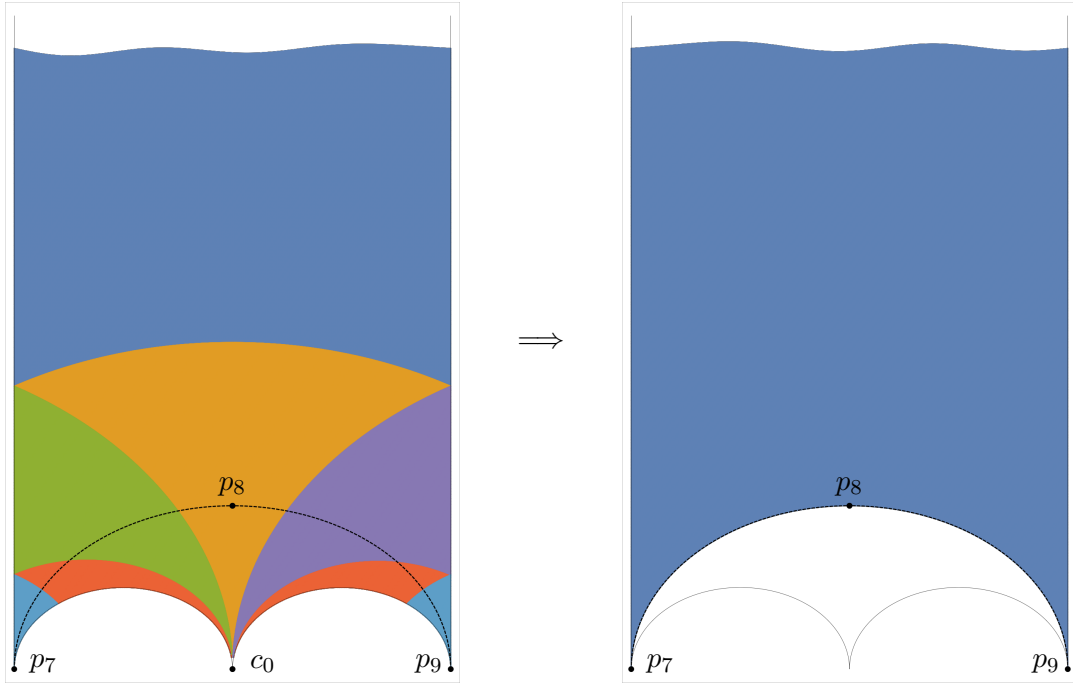 p₈
p₇ c₀ p₉
⟹
p₈
p₇ p₉